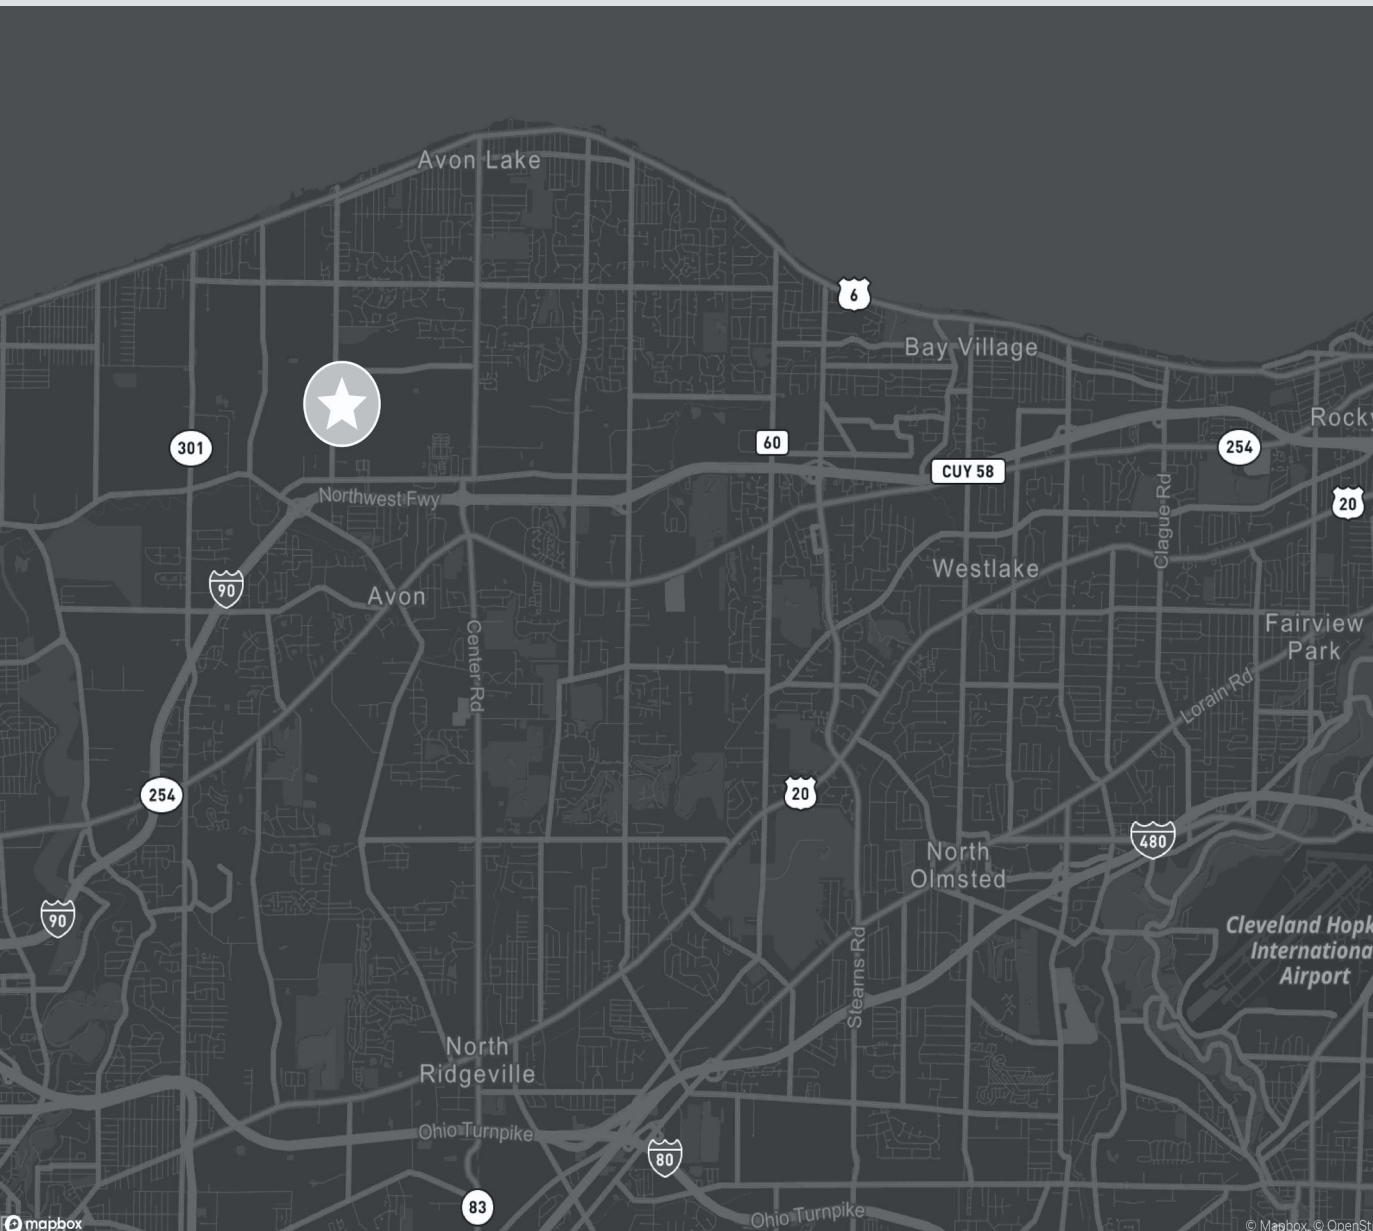 Avon Lake
6
Bay Village
Rocky
301
60
254
CUY 58
Northwest Fwy
20
Clague Rd
Westlake
90
Avon
Fairview
Park
Center Rd
Lorain Rd
254
20
480
North
Olmsted
90
Cleveland Hopk
Internationa
Airport
Stearns Rd
North
Ridgeville
Ohio Turnpike
80
83
Ohio Turnpike
mapbox
© Mapbox, © OpenSt